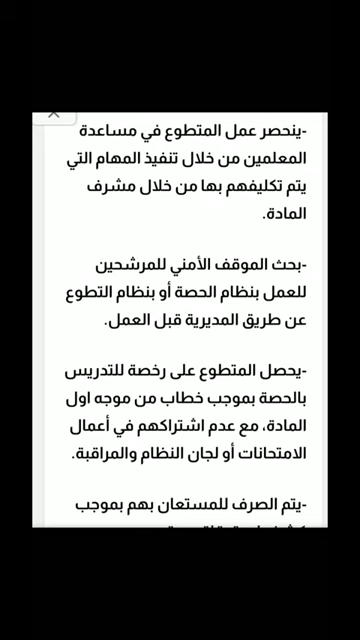 -ينحصر عمل المتطوع في مساعدة
المعلمين من خلال تنفيذ المهام التي
يتم تكليفهم بها من خلال مشرف
المادة.
-بحث الموقف الأمني للمرشحين
للعمل بنظام الحصة أو بنظام التطوع
عن طريق المديرية قبل العمل.
-يحصل المتطوع على رخصة للتدريس
بالحصة بموجب خطاب من موجه اول
المادة، مع عدم اشتراكهم في أعمال
الامتحانات أو لجان النظام والمراقبة.
-يتم الصرف للمستعان بهم بموجب